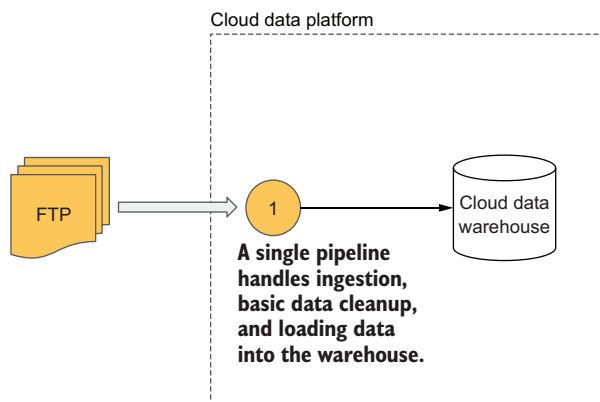 Cloud data platform
FTP
1
Cloud data
warehouse
A single pipeline
handles ingestion,
basic data cleanup,
and loading data
into the warehouse.